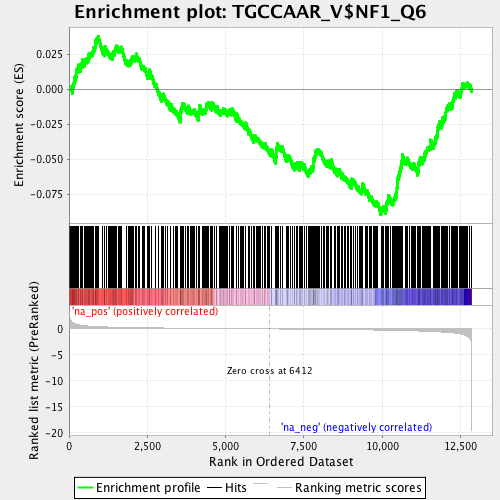 Enrichment plot: TGCCAAR_V$NF1_Q6
Enrichment score (ES)
0.025
0.000
-0.025
-0.050
-0.075
'na_pos' (positively correlated)
Ranked list metric (PreRanked)
0
-5
-10
-15
-20
Zero cross at 6412
'na_neg' (negatively correlated)
0
2,500
5,000
7,500
10,000
12,500
Rank in Ordered Dataset
Enrichment profile
Hits
Ranking metric scores